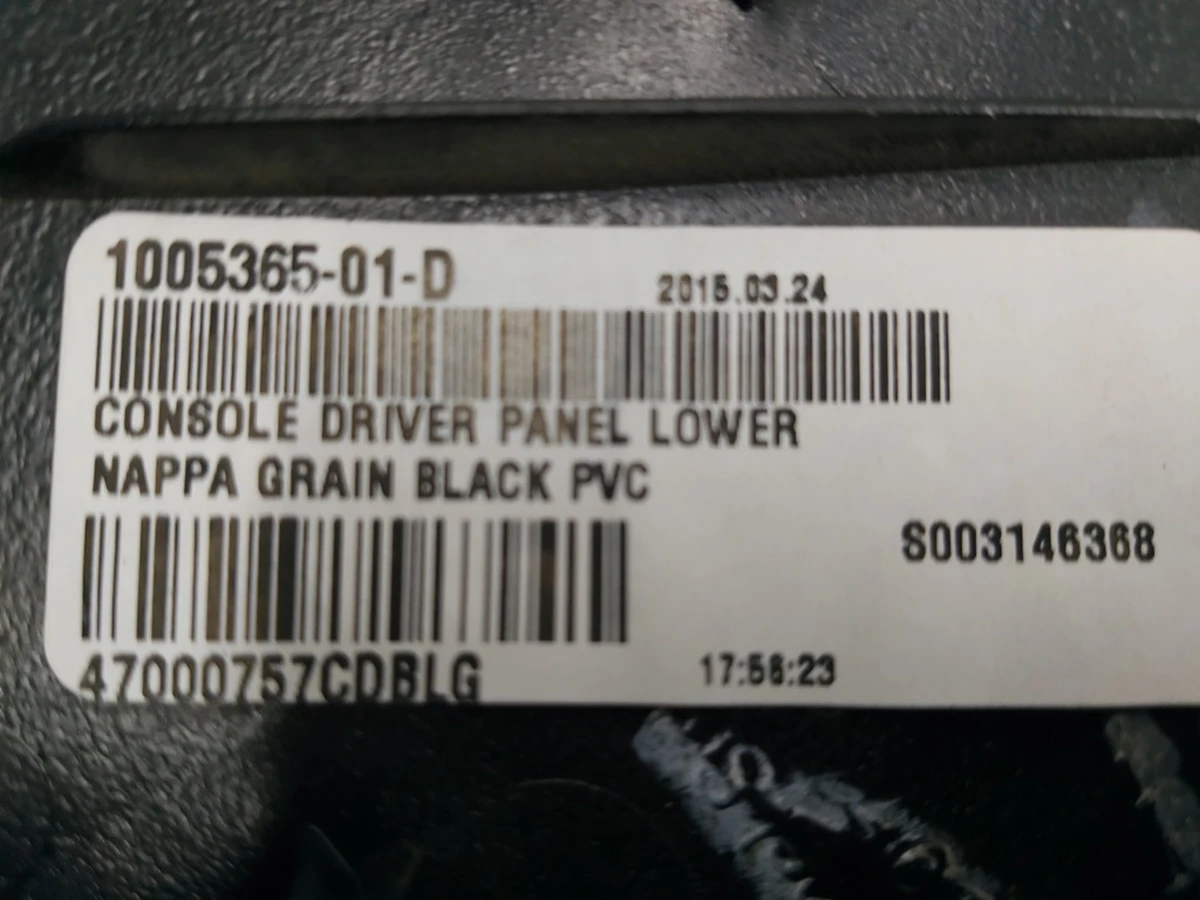 1005365-01-D
2015.03.24
CONSOLE DRIVER PANEL LOWER
NAPPA GRAIN BLACK PVC
S003146368
47000757CDBLG
17:56:23